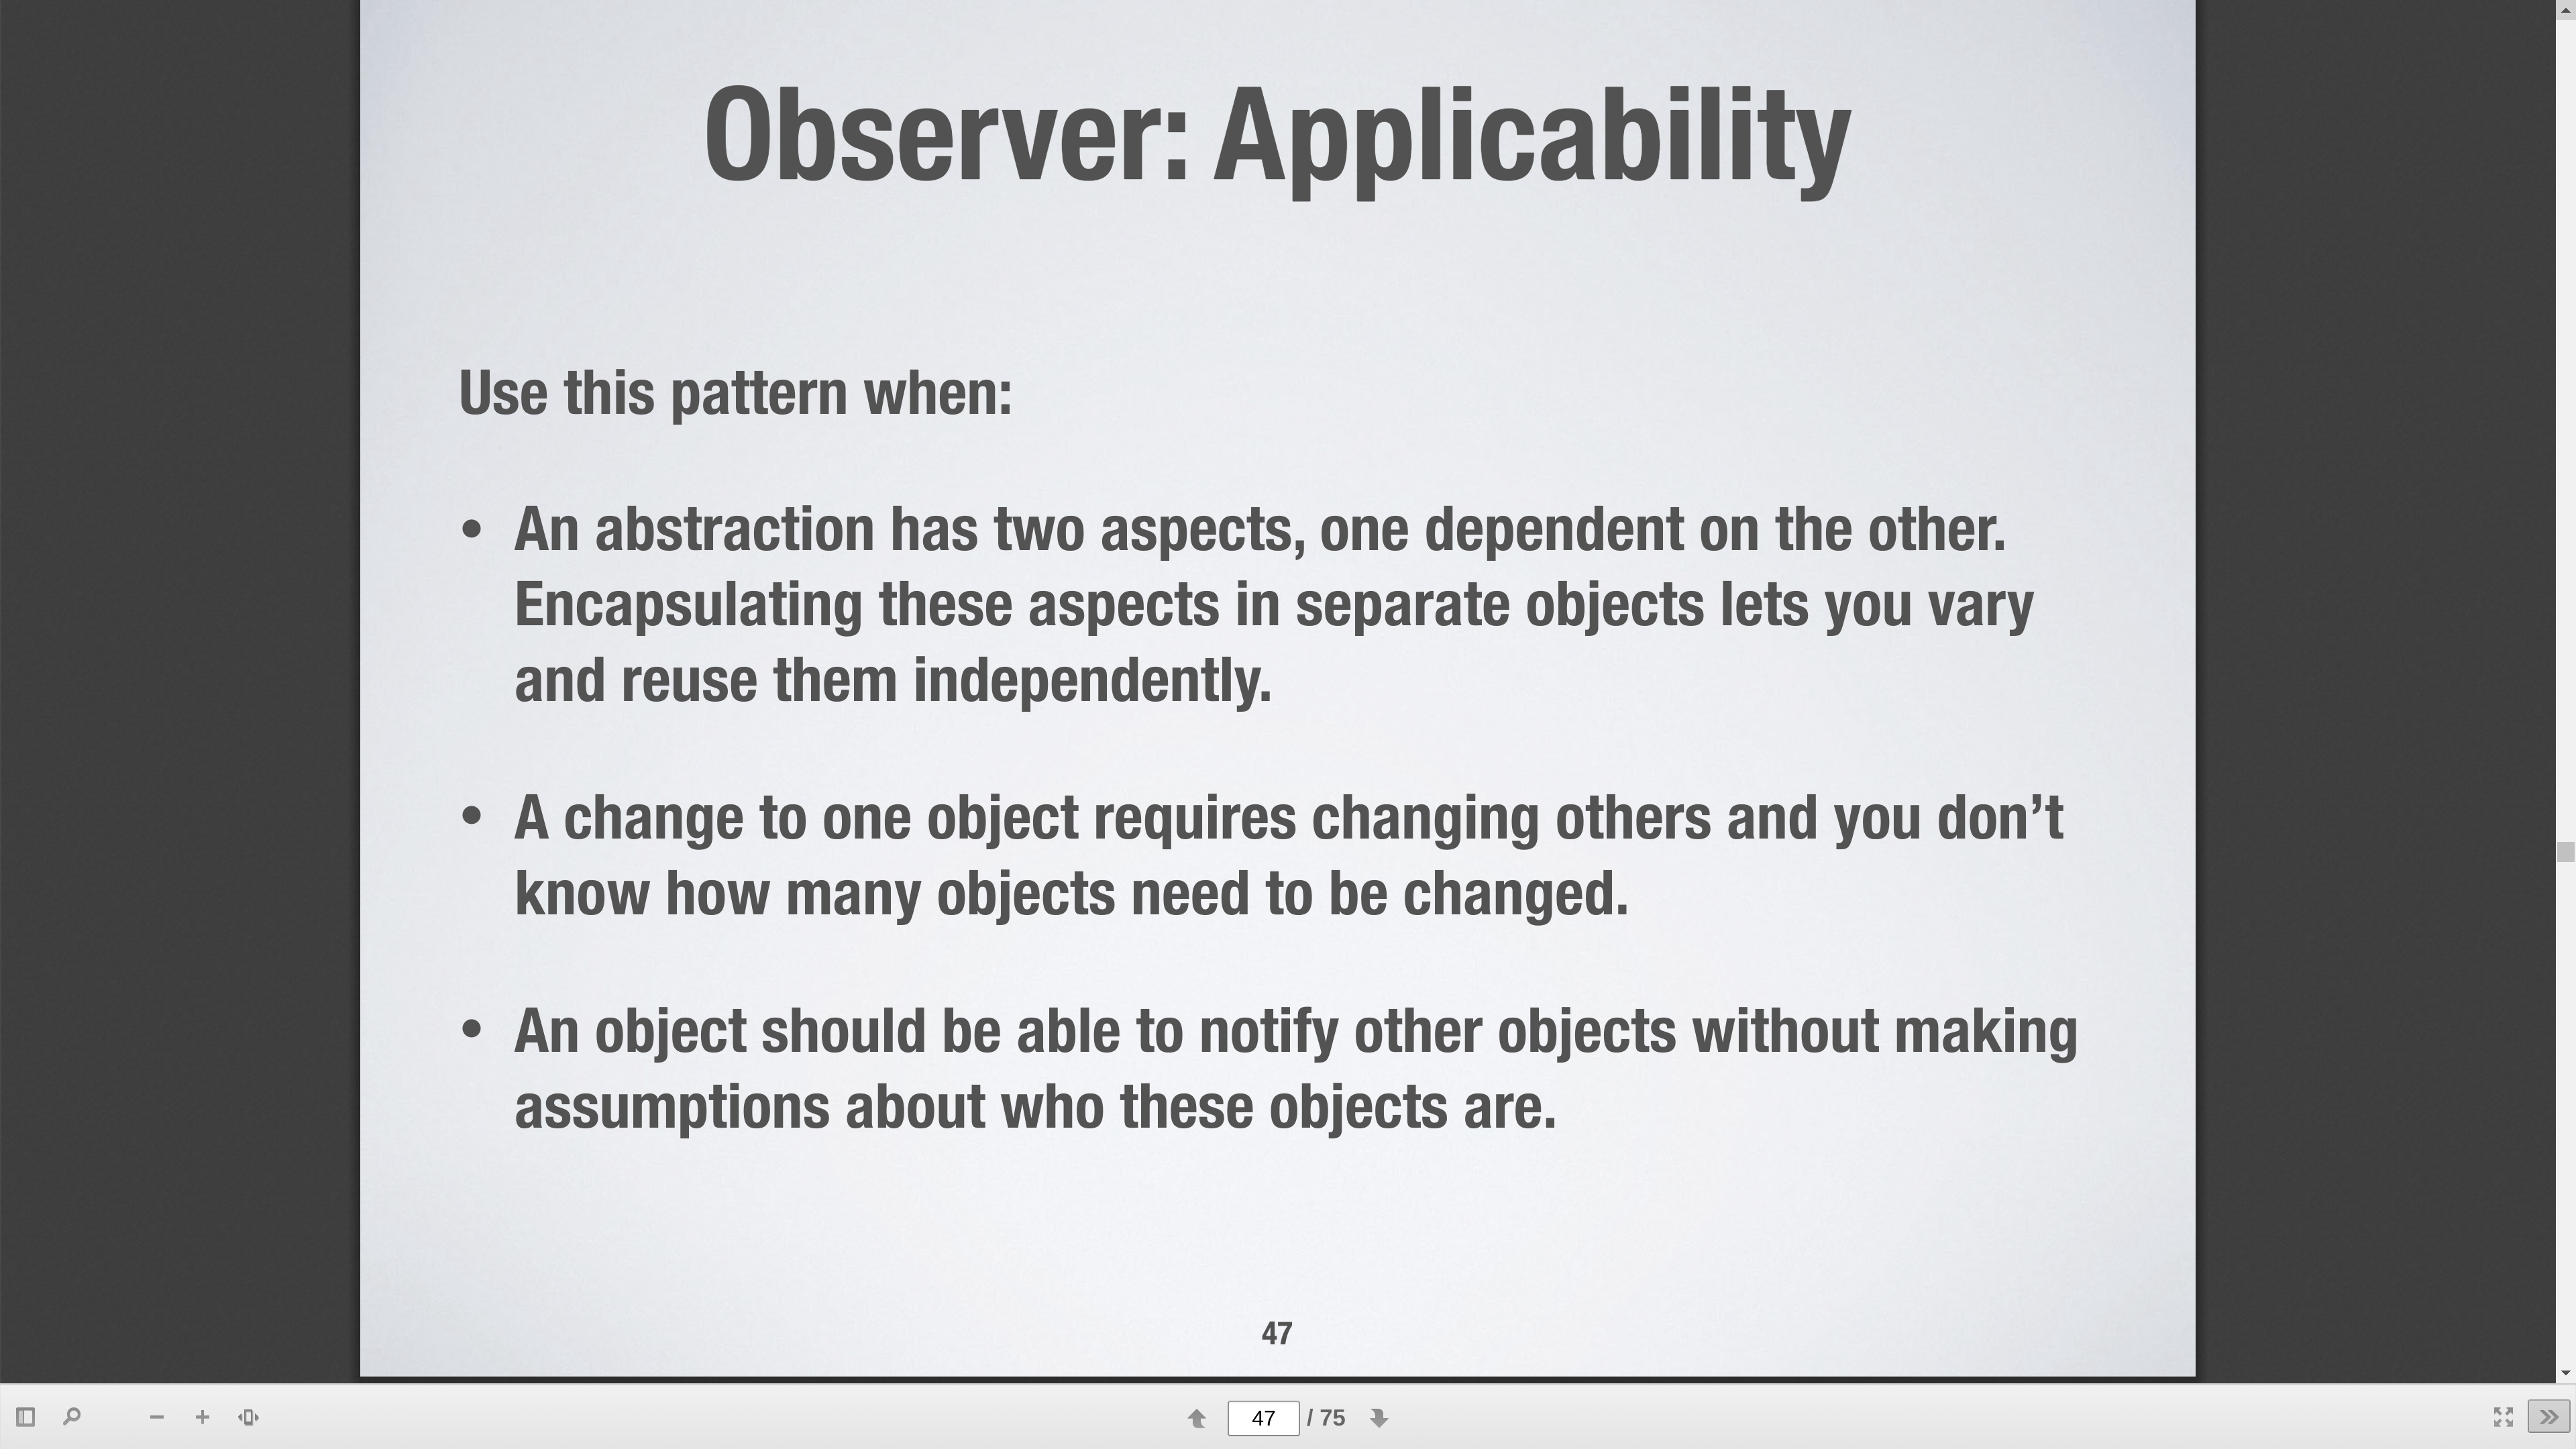 Observer: Applicability
Use this pattern when:
• An abstraction has two aspects, one dependent on the other.
Encapsulating these aspects in separate objects lets you vary
and reuse them independently.
• A change to one object requires changing others and you don’t
know how many objects need to be changed.
• An object should be able to notify other objects without making
assumptions about who these objects are.
47
47 / 75